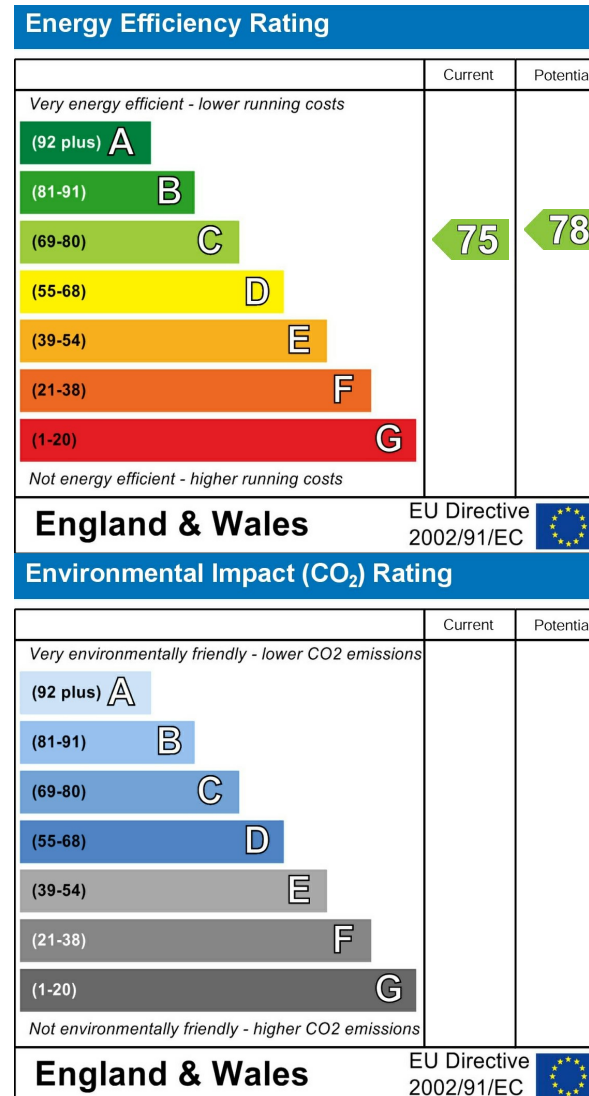 Energy Efficiency Rating
Current Potentia
Very energy efficient - lower running costs
(92 plus) A
(81-91) B
(69-80) C 75 78
(55-68) D
(39-54) E
(21-38) F
(1-20) G
Not energy efficient - higher running costs
England & Wales
EU Directive
2002/91/EC
Environmental Impact (CO₂) Rating
Current Potentia
Very environmentally friendly - lower CO2 emissions
(92 plus) A
(81-91) B
(69-80) C
(55-68) D
(39-54) E
(21-38) F
(1-20) G
Not environmentally friendly - higher CO2 emissions
England & Wales
EU Directive
2002/91/EC